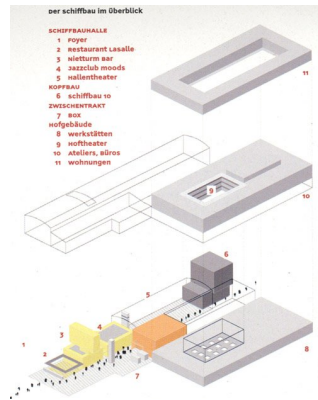 Der schiffbau im überblick
SCHIFFBAUHALLE
1 Foyer
2 Restaurant Lasalle
3 Nietturm Bar
4 Jazzclub moods
5 Hallentheater
KOPFBAU
6 schiffbau 10
ZWISCHENTRAKT
7 BOX
Hofgebäude
8 werkstätten
9 Hoftheater
10 Ateliers, Büros
11 wohnungen
11
9
10
6
5
4
3
1
2
8
7